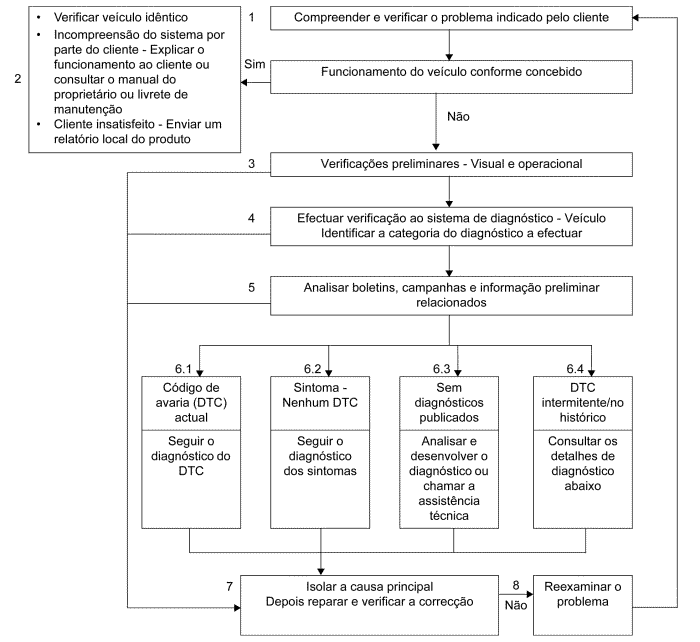 1
Compreender e verificar o problema indicado pelo cliente
2
• Verificar veículo idêntico
• Incompreensão do sistema por
parte do cliente - Explicar o
funcionamento ao cliente ou
consultar o manual do
proprietário ou livrete de
manutenção
• Cliente insatisfeito - Enviar um
relatório local do produto
Sim
Funcionamento do veículo conforme concebido
Não
3
Verificações preliminares - Visual e operacional
4
Efectuar verificação ao sistema de diagnóstico - Veículo
Identificar a categoria do diagnóstico a efectuar
5
Analisar boletins, campanhas e informação preliminar
relacionados
6.1
Código de
avaria (DTC)
actual
Seguir o
diagnóstico do
DTC
6.2
Sintoma -
Nenhum DTC
Seguir o
diagnóstico
dos sintomas
6.3
Sem
diagnósticos
publicados
Analisar e
desenvolver o
diagnóstico ou
chamar a
assistência
técnica
6.4
DTC
intermitente/no
histórico
Consultar os
detalhes de
diagnóstico
abaixo
7
Isolar a causa principal
Depois reparar e verificar a correcção
8
Não
Reexaminar o
problema